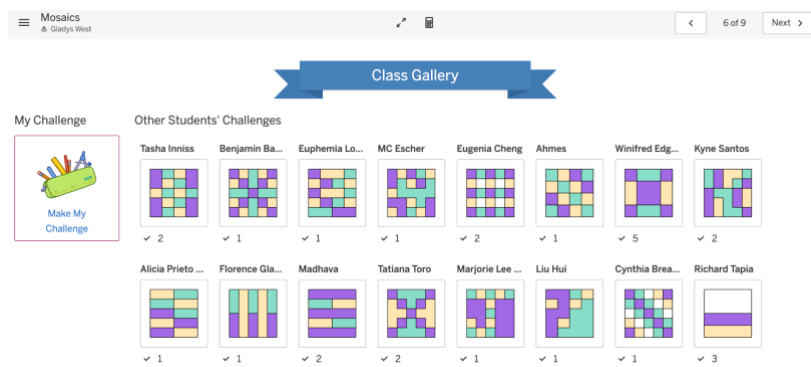 Mosaics
Gladys West
6 of 9
Next
Class Gallery
My Challenge
Other Students' Challenges
Make My
Challenge
Tasha Inniss
Benjamin Ba...
Euphemia Lo...
MC Escher
Eugenia Cheng
Ahmes
Winifred Edg...
Kyne Santos
2
1
1
1
2
1
5
2
Alicia Prieto ...
Florence Gla...
Madhava
Tatiana Toro
Marjorie Lee ...
Liu Hui
Cynthia Brea...
Richard Tapia
1
1
2
2
1
1
1
3